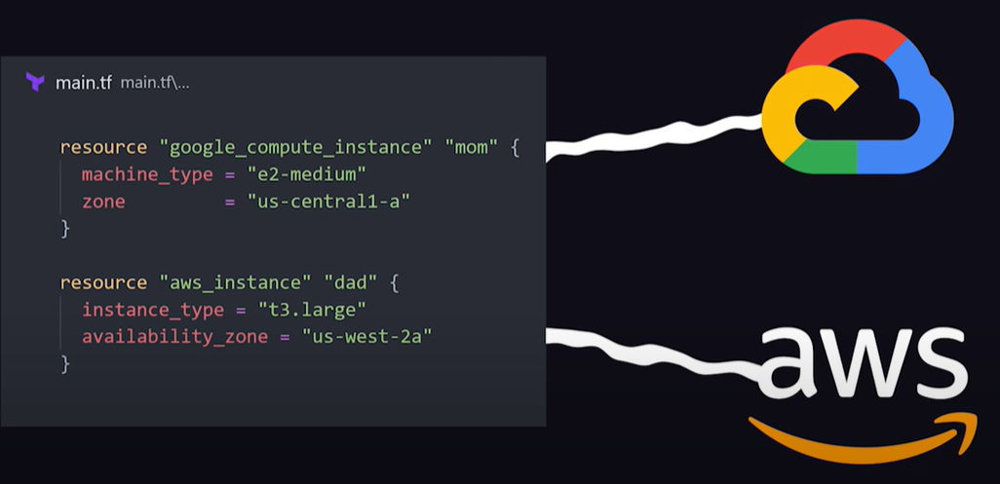 main.tf main.tf\...
resource "google_compute_instance" "mom" {
machine_type = "e2-medium"
zone = "us-central1-a"
}
resource "aws_instance" "dad" {
instance_type = "t3.large"
availability_zone = "us-west-2a"
}
aws